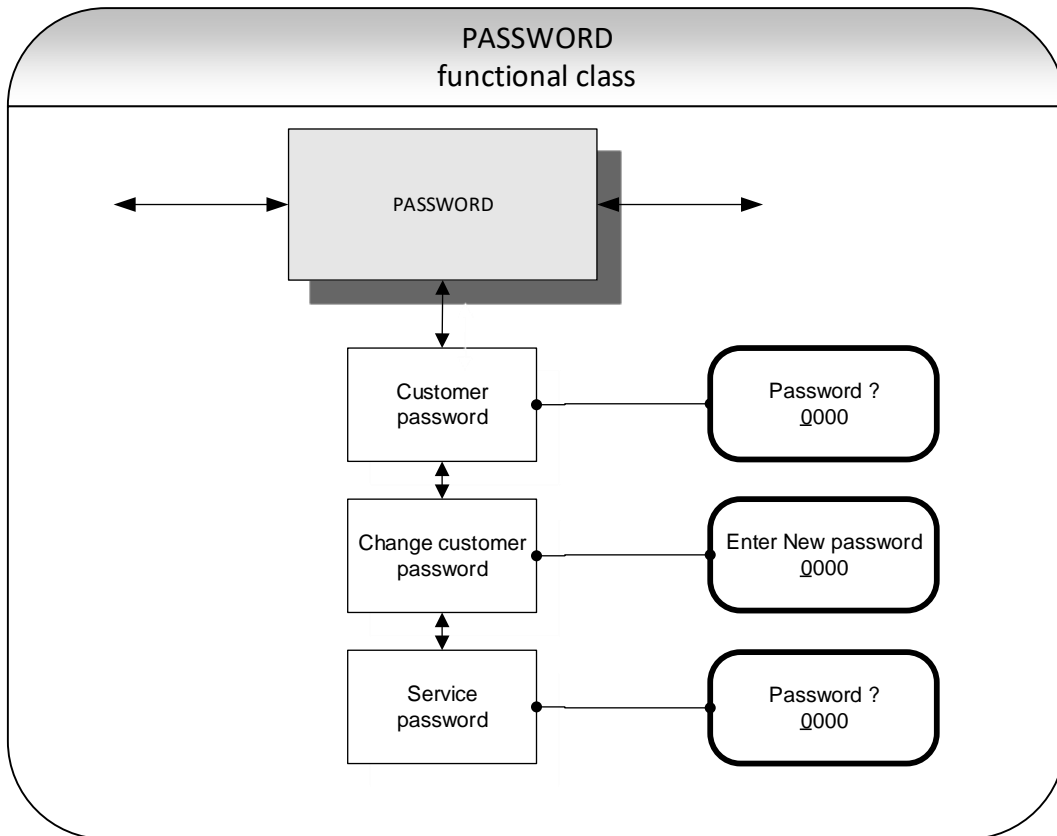 PASSWORD
functional class
PASSWORD
Customer
password
Password ?
0000
Change customer
password
Enter New password
0000
Service
password
Password ?
0000